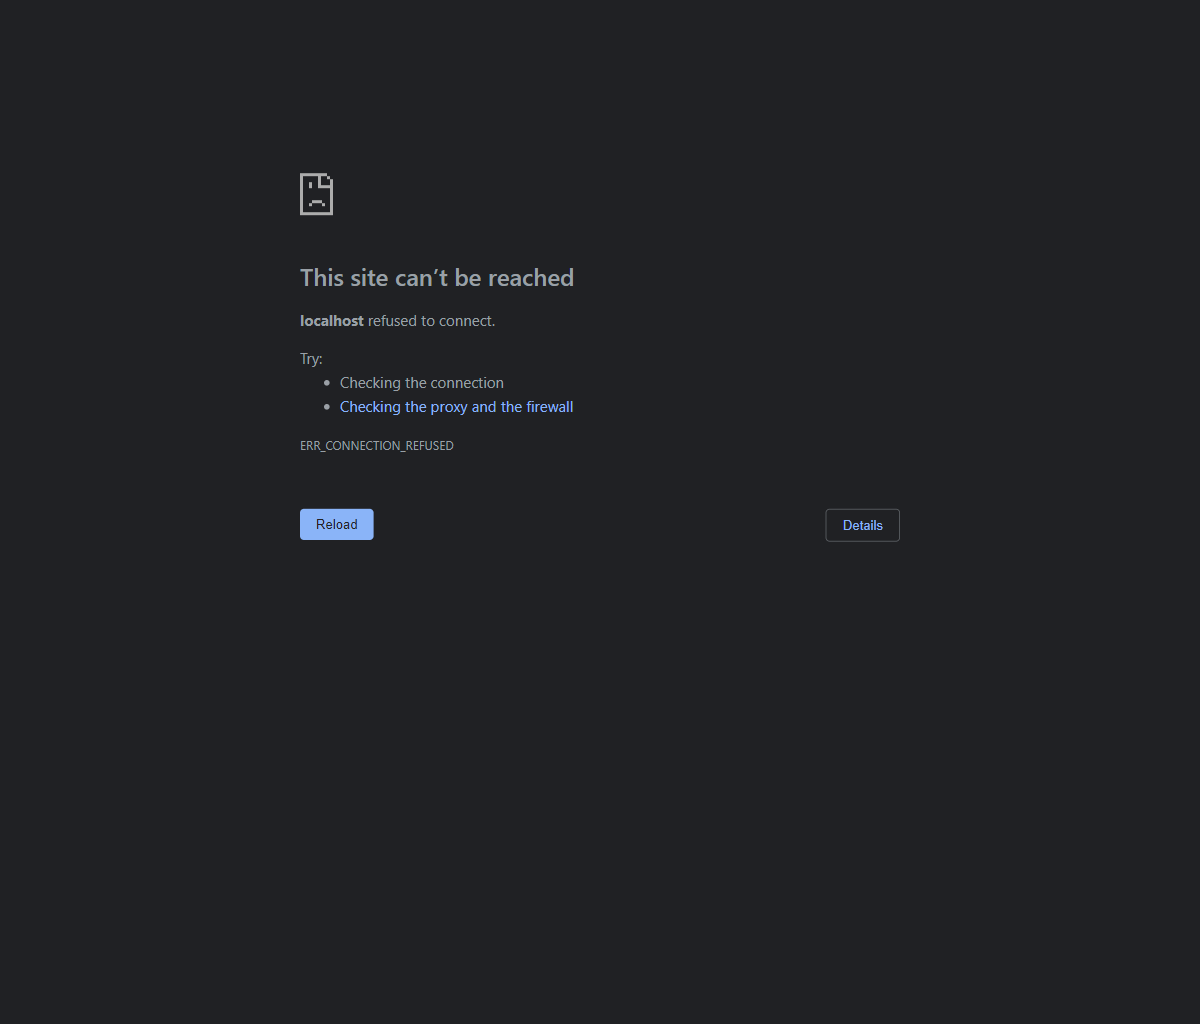 This site can’t be reached
localhost refused to connect.
Try:
Checking the connection
Checking the proxy and the firewall
ERR_CONNECTION_REFUSED
Reload
Details